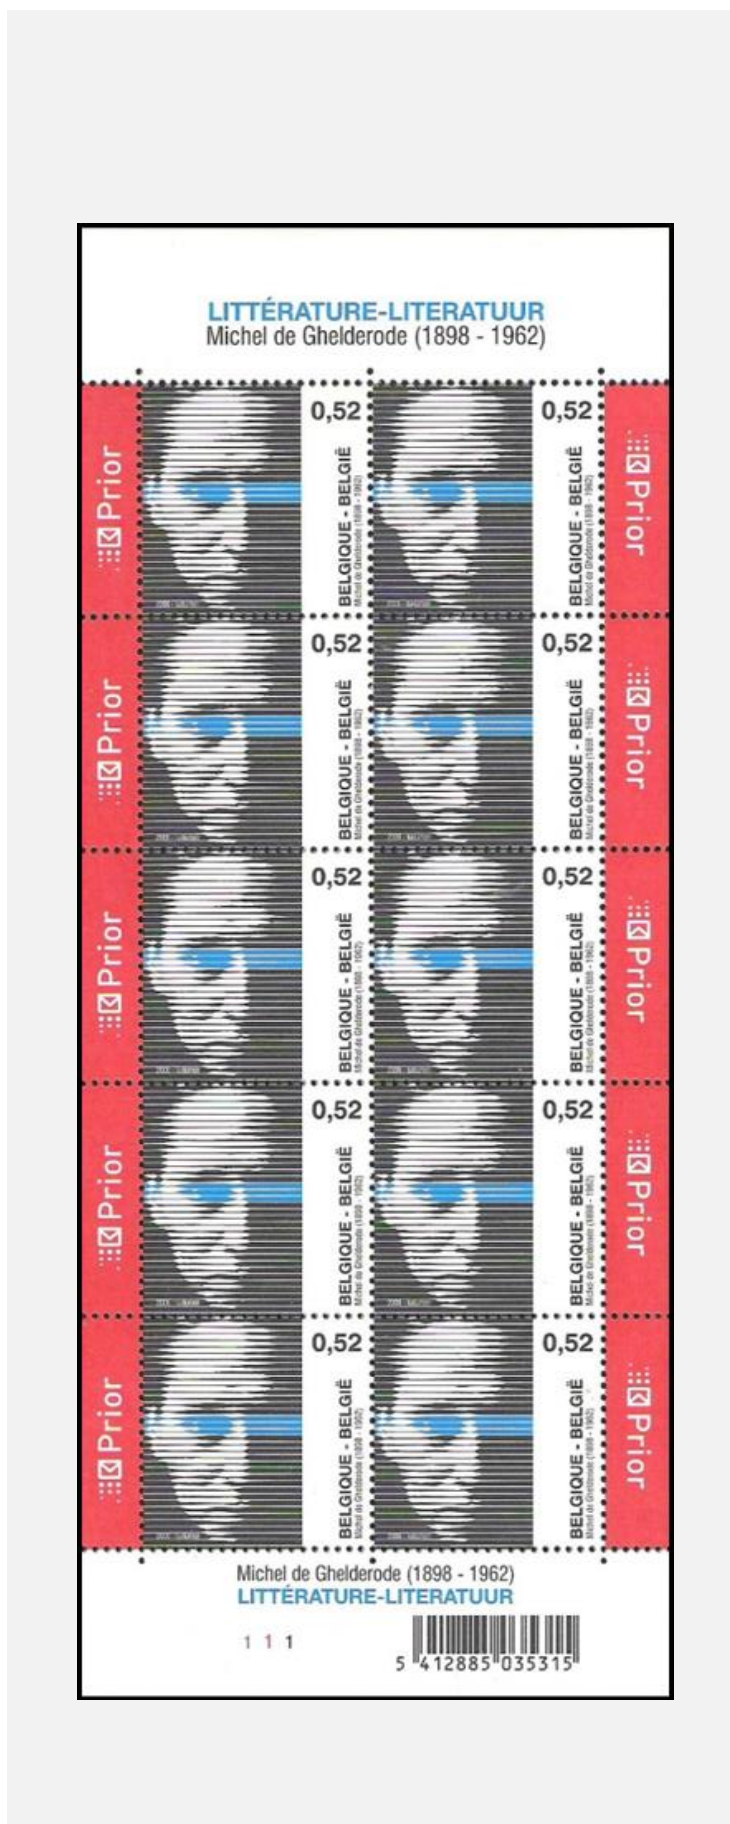 LITTÉRATURE-LITERATUUR
Michel de Ghelderode (1898 - 1962)
Prior
0,52
BELGIQUE - BELGIË
Michel de Ghelderode (1898 - 1962)
0,52
BELGIQUE - BELGIË
Michel de Ghelderode (1898 - 1962)
Prior
Prior
0,52
BELGIQUE - BELGIË
Michel de Ghelderode (1898 - 1962)
0,52
BELGIQUE - BELGIË
Michel de Ghelderode (1898 - 1962)
Prior
Prior
0,52
BELGIQUE - BELGIË
Michel de Ghelderode (1898 - 1962)
0,52
BELGIQUE - BELGIË
Michel de Ghelderode (1898 - 1962)
Prior
Prior
0,52
BELGIQUE - BELGIË
Michel de Ghelderode (1898 - 1962)
0,52
BELGIQUE - BELGIË
Michel de Ghelderode (1898 - 1962)
Prior
Prior
0,52
BELGIQUE - BELGIË
Michel de Ghelderode (1898 - 1962)
0,52
BELGIQUE - BELGIË
Michel de Ghelderode (1898 - 1962)
Prior
Michel de Ghelderode (1898 - 1962)
LITTÉRATURE-LITERATUUR
1 1 1
5 412885 035315